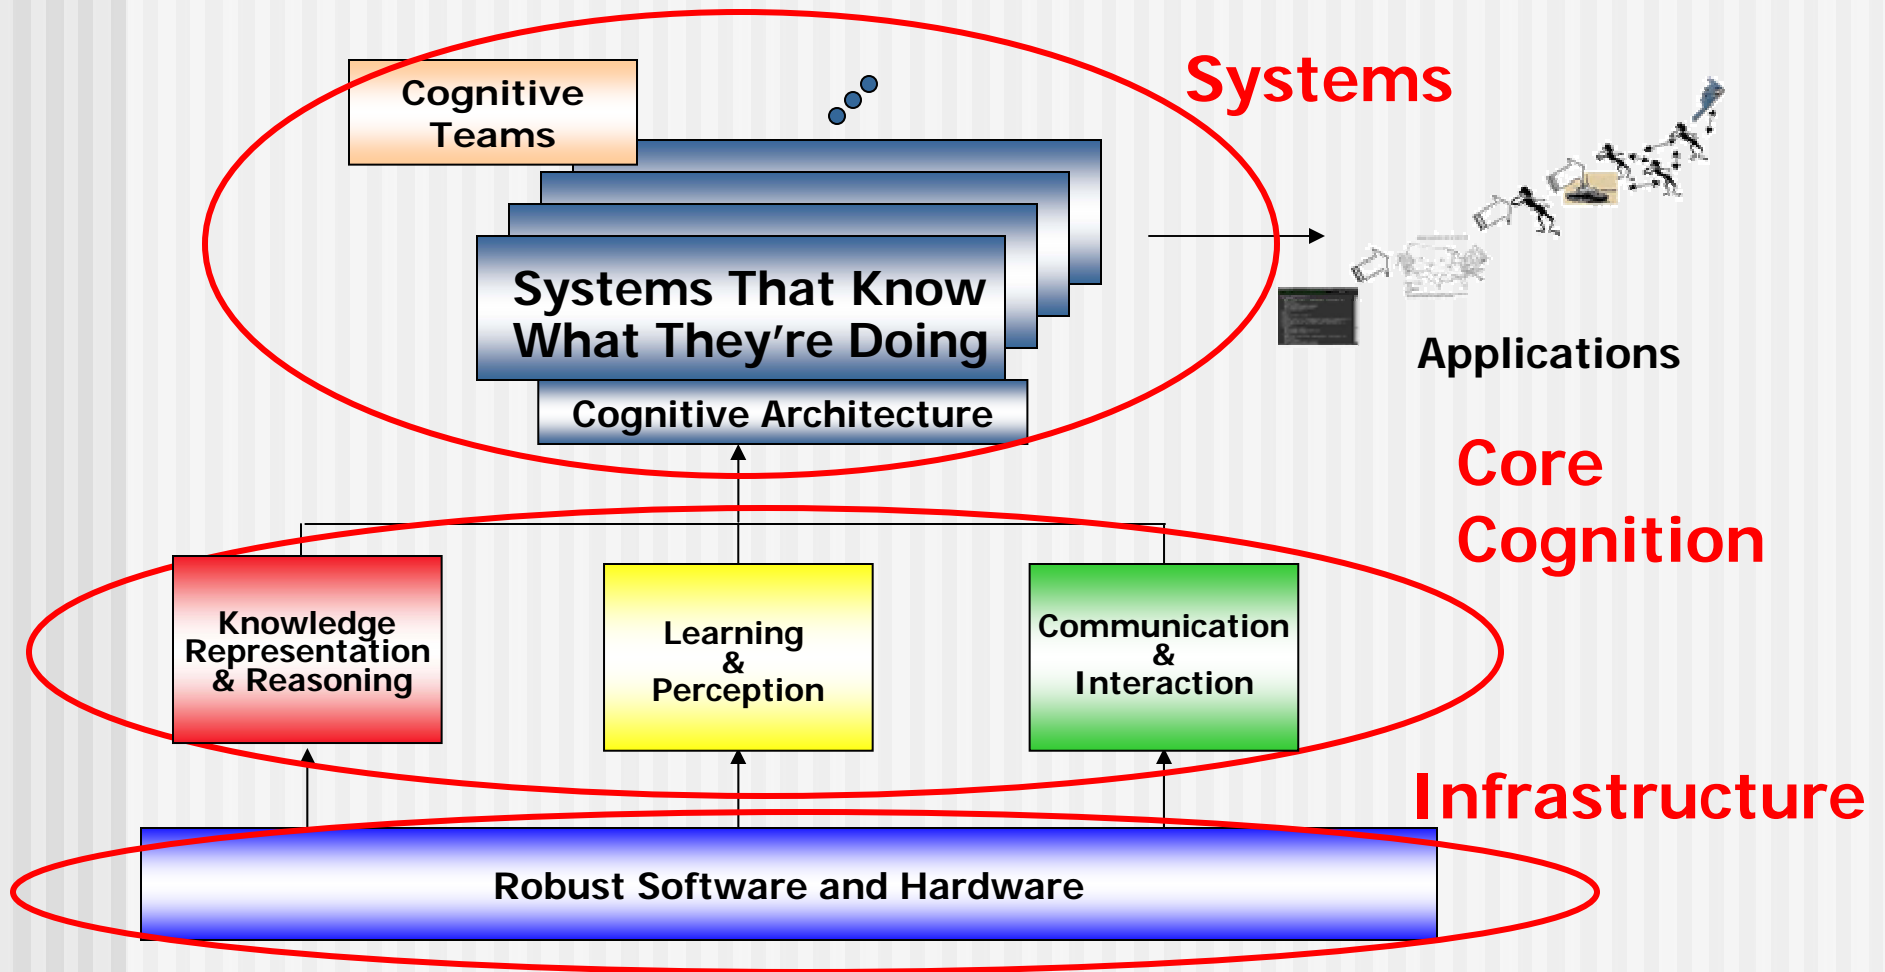 Systems
Cognitive
Teams
Systems That Know
What They're Doing
Cognitive Architecture
Applications
Core
Cognition
Knowledge
Representation
& Reasoning
Learning
&
Perception
Communication
&
Interaction
Infrastructure
Robust Software and Hardware